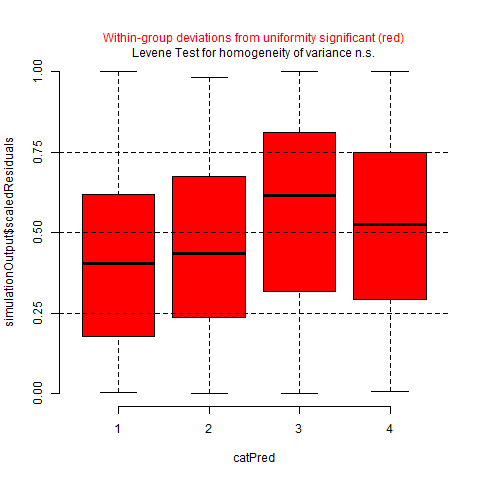 Within-group deviations from uniformity significant (red)
Levene Test for homogeneity of variance n.s.
simulationOutput$scaledResiduals
1.00
0.75
0.50
0.25
0.00
1 2 3 4
catPred